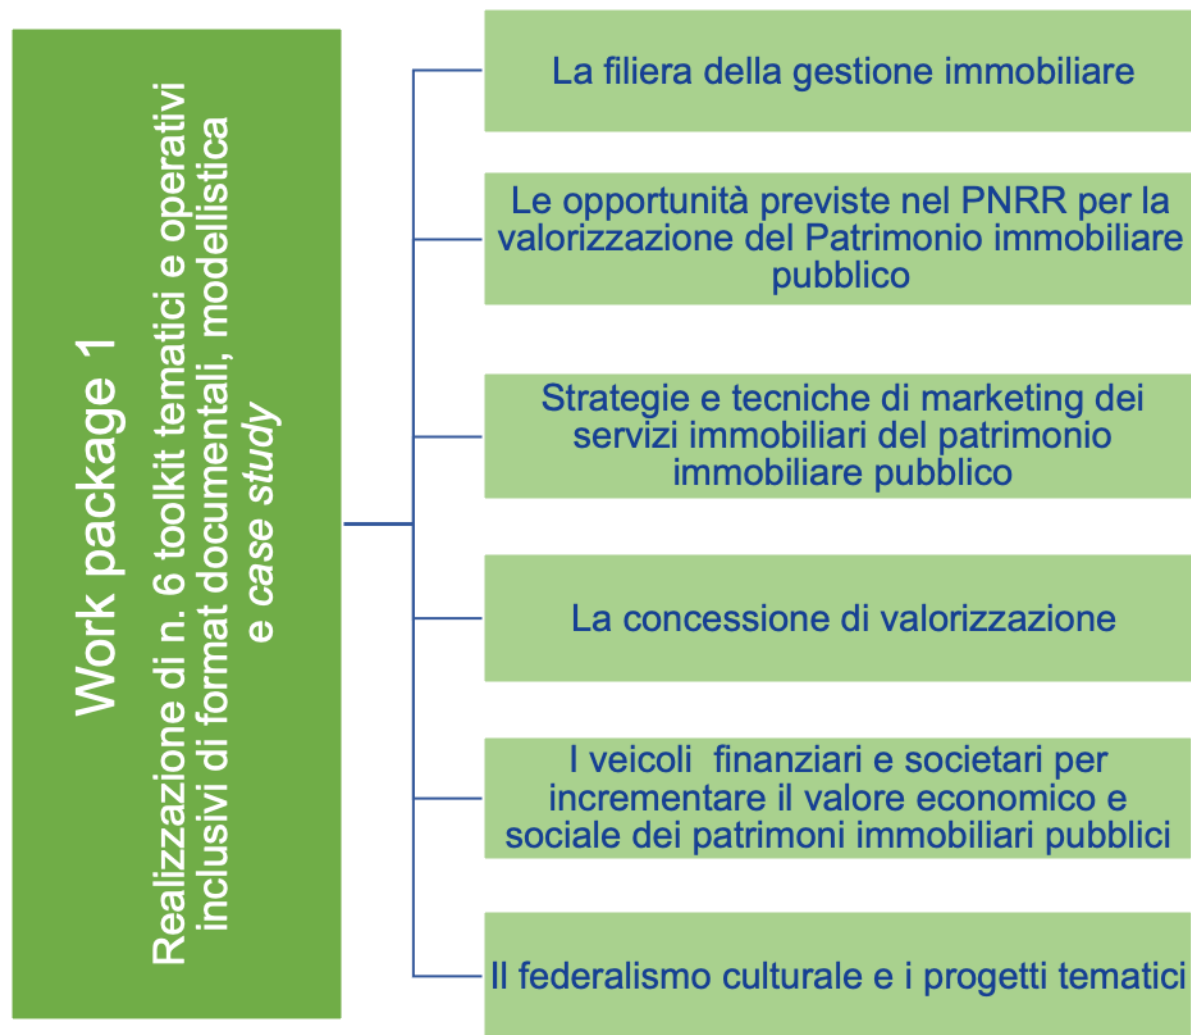 Work package 1
Realizzazione di n. 6 toolkit tematici e operativi
inclusivi di format documentali, modellistica
e case study
La filiera della gestione immobiliare
Le opportunità previste nel PNRR per la
valorizzazione del Patrimonio immobiliare
pubblico
Strategie e tecniche di marketing dei
servizi immobiliari del patrimonio
immobiliare pubblico
La concessione di valorizzazione
I veicoli  finanziari e societari per
incrementare il valore economico e
sociale dei patrimoni immobiliari pubblici
Il federalismo culturale e i progetti tematici